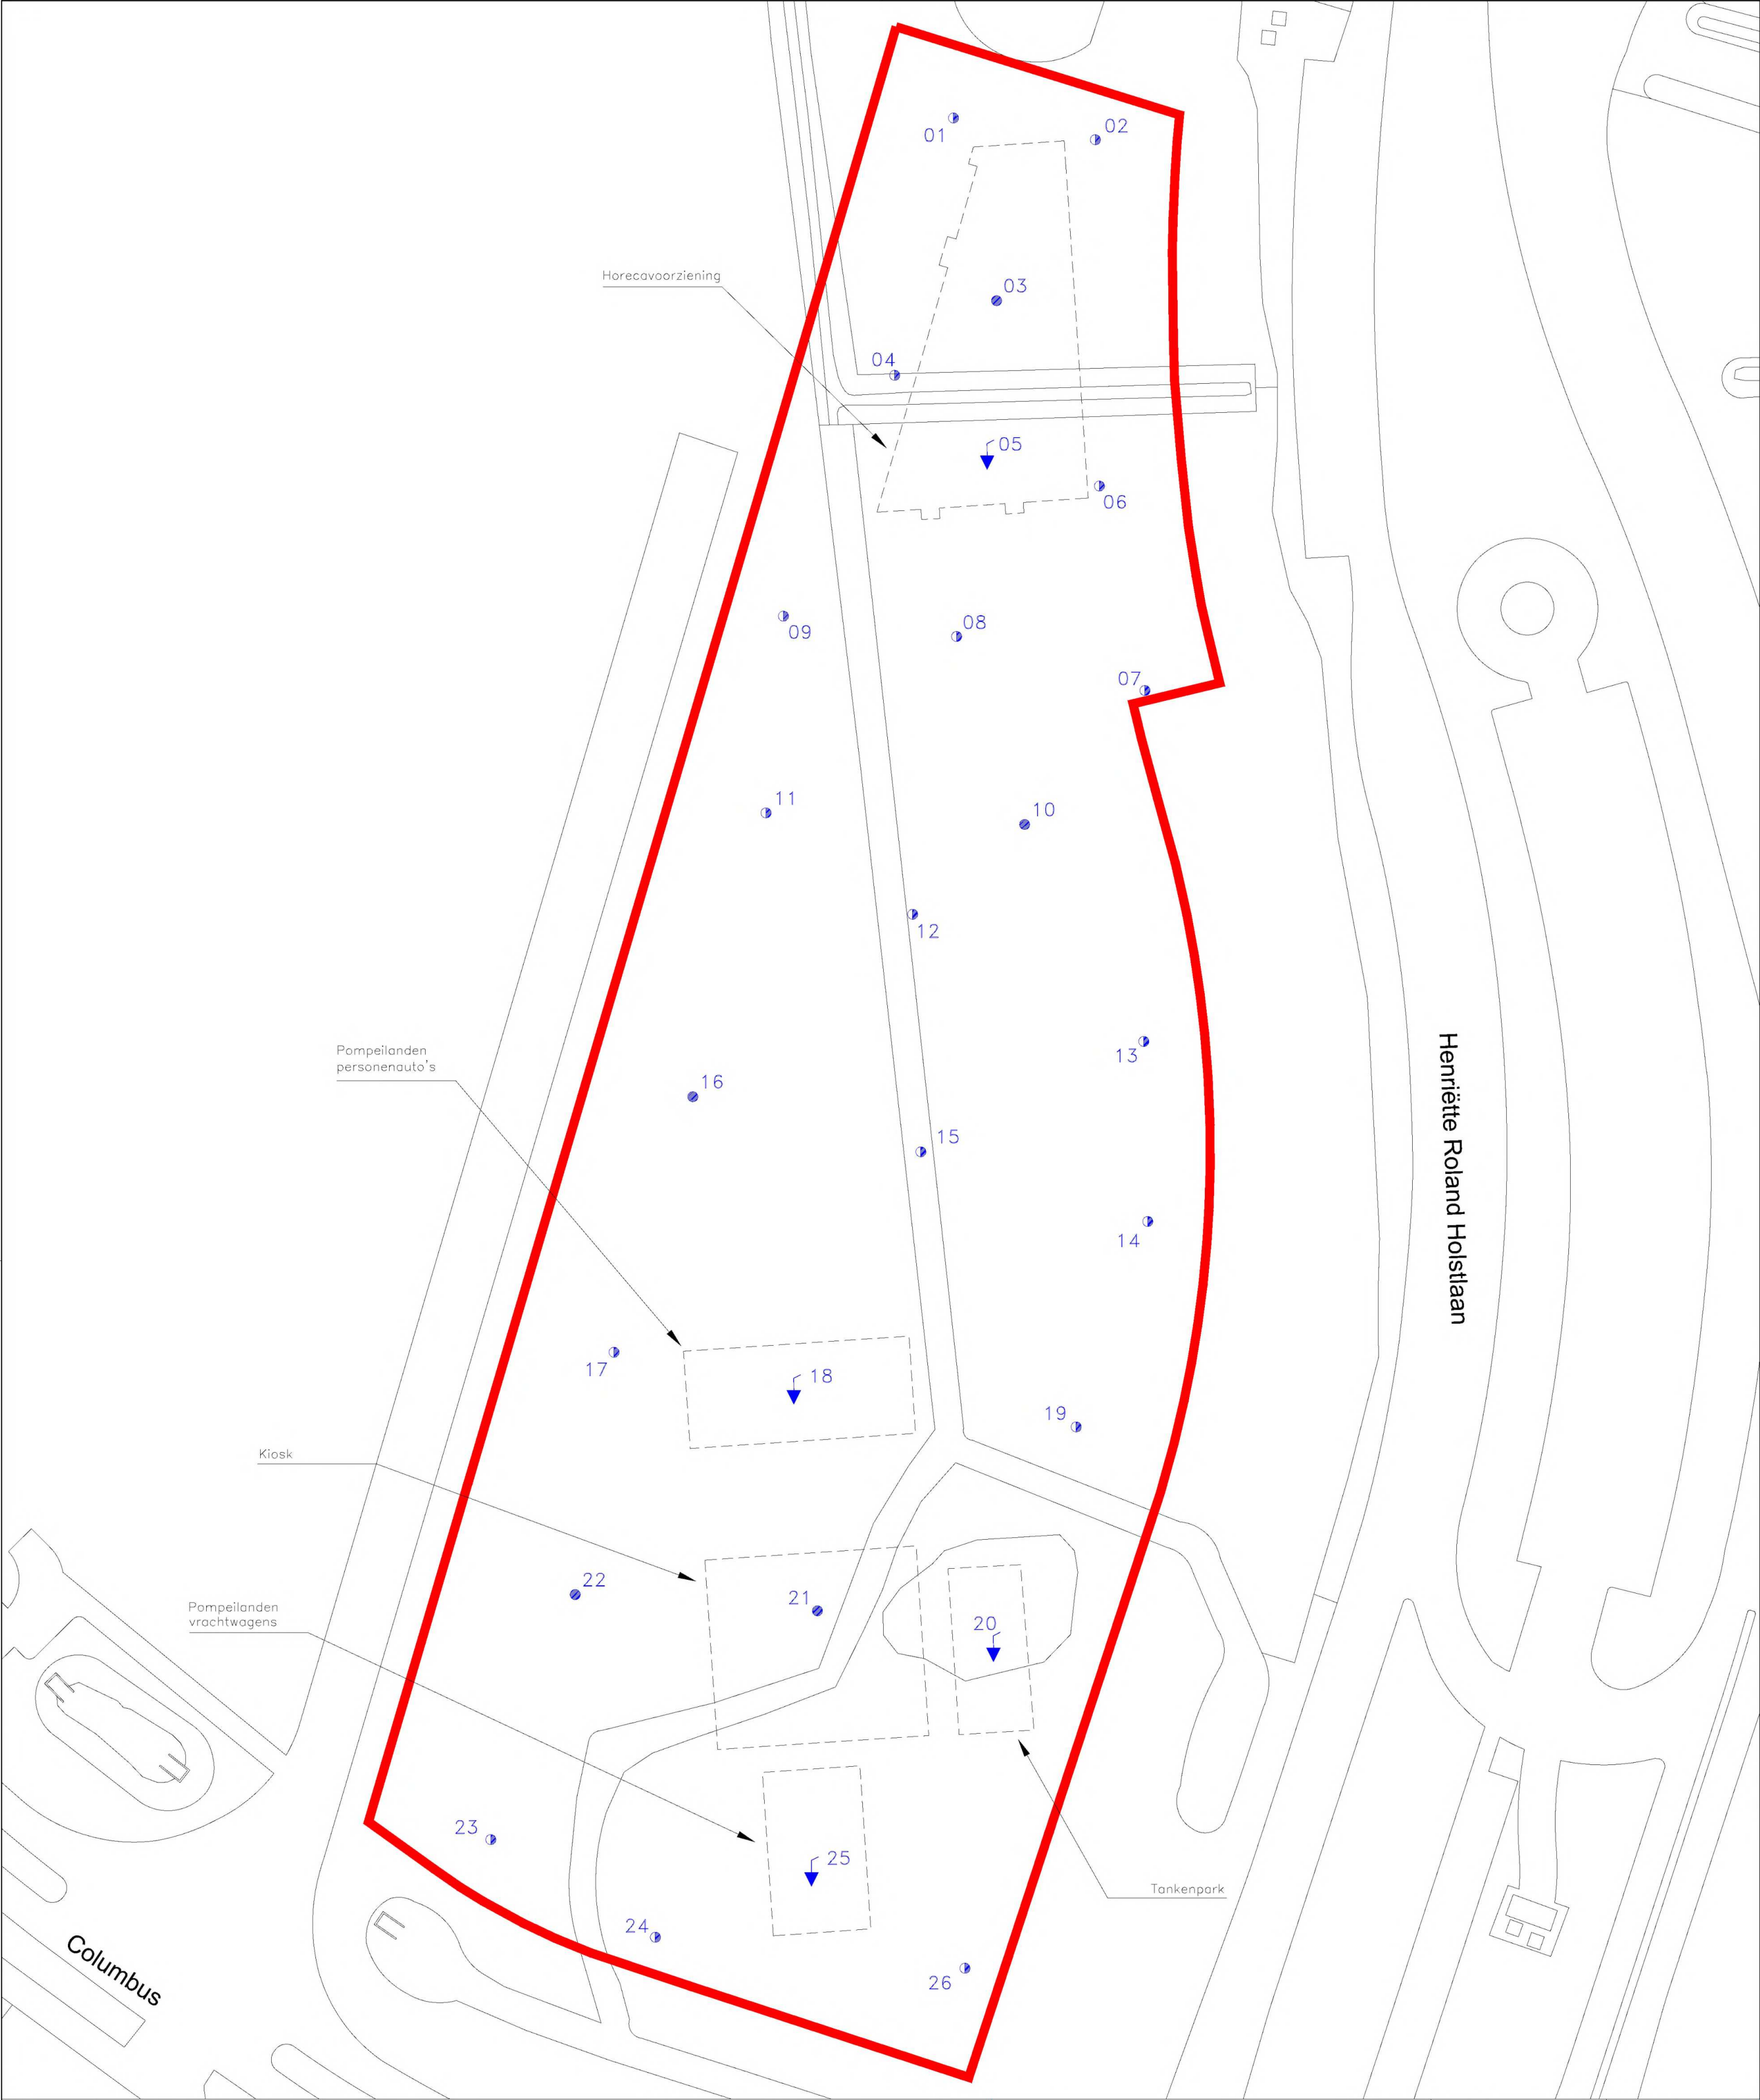 01
02
Horecavoorziening
03
04
05
06
09
08
07
11
10
12
13
Pompeilanden
personenauto's
16
15
Henriëtte Roland Holstlaan
14
17
18
19
Kiosk
22
21
Pompeilanden
vrachtwagens
20
23
25
Tankenpark
24
26
Columbus